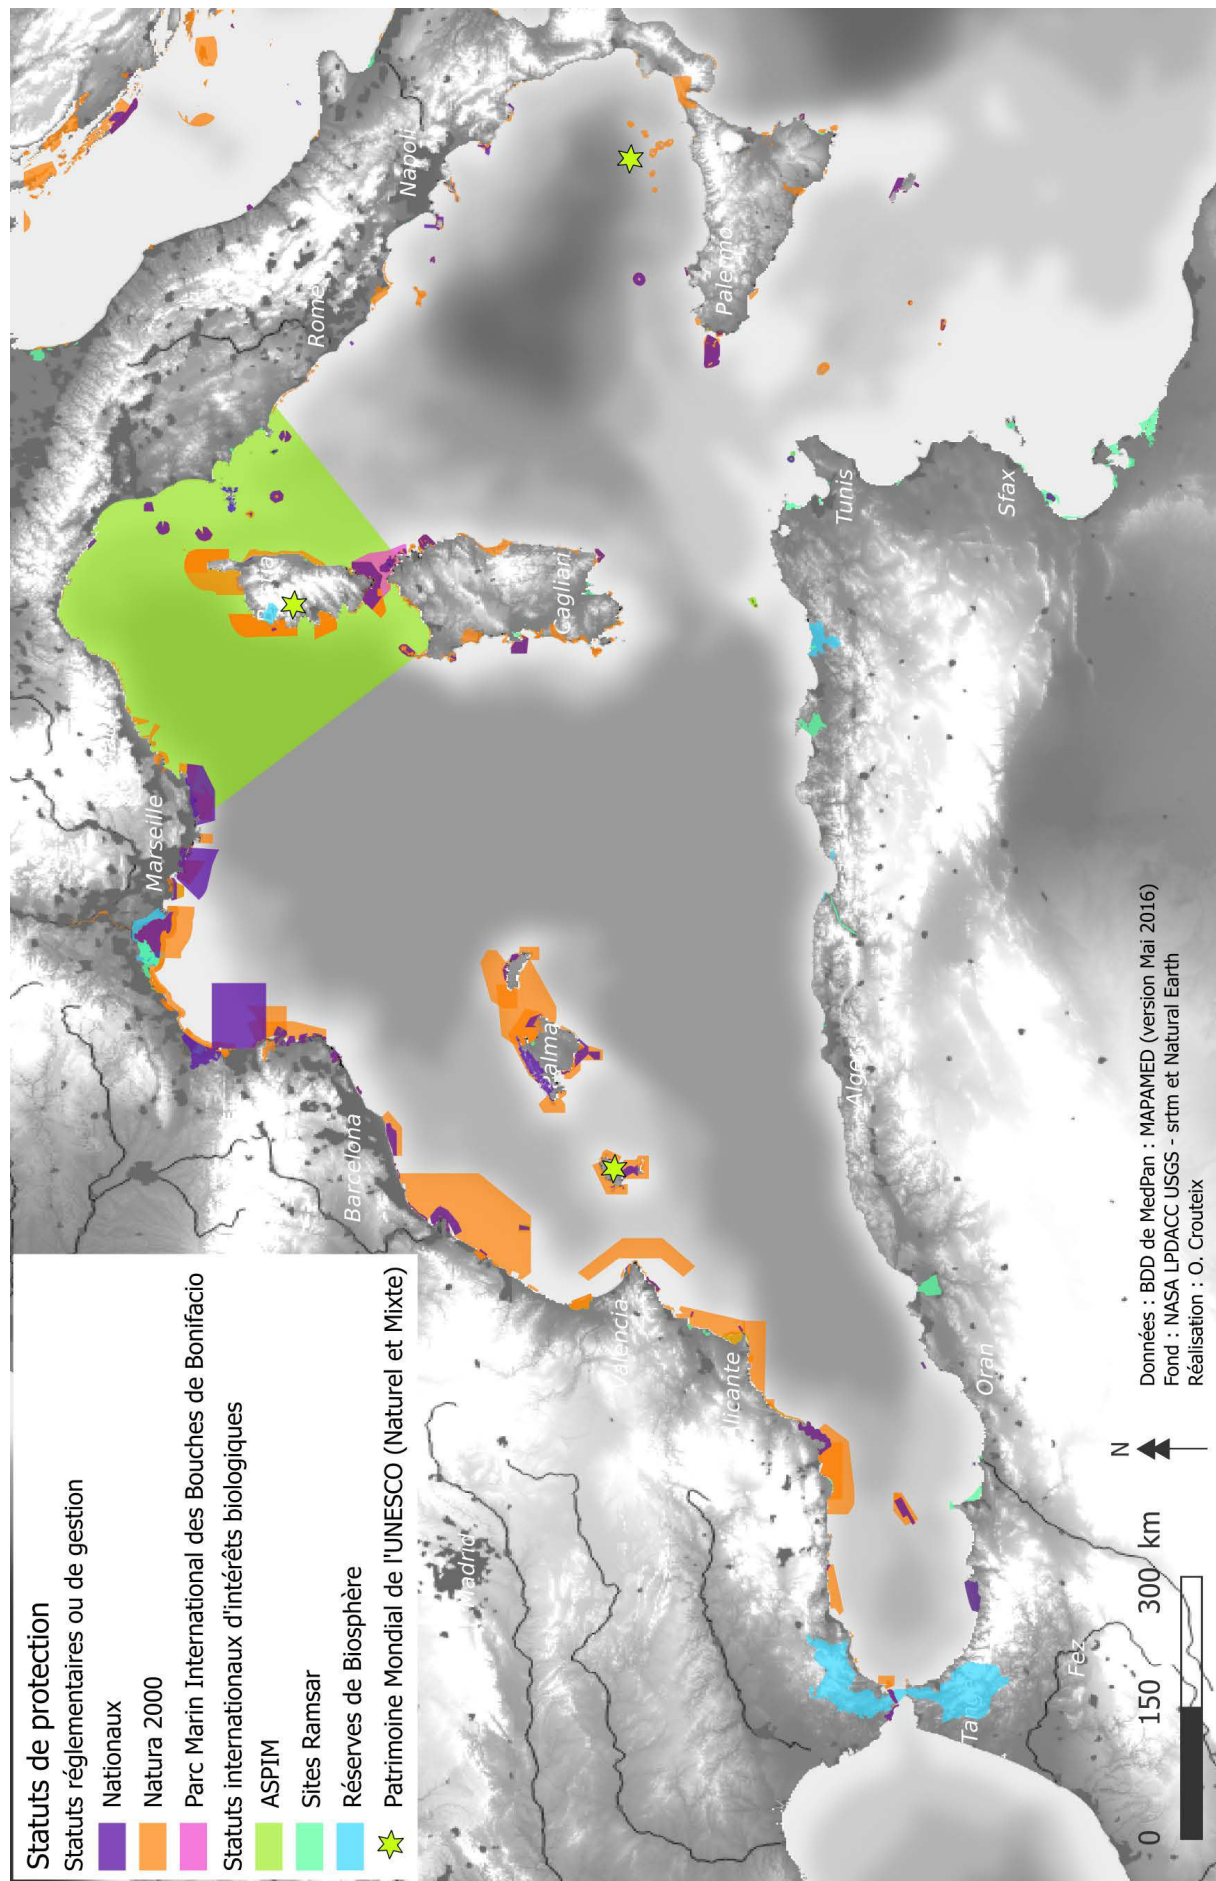 Statuts de protection
Statuts réglementaires ou de gestion
Nationaux
Natura 2000
Parc Marin International des Bouches de Bonifacio
Statuts internationaux d'intérêts biologiques
ASPIM
Sites Ramsar
Réserves de Biosphère
Patrimoine Mondial de l'UNESCO (Naturel et Mixte)
Marseille
Barcelona
Madrid
Napoli
Rome
Palermo
Cagliari
Tunis
Sfax
Oran
Fez
N
0 150 300 km
Données : BDD de MedPan : MAPAMED (version Mai 2016)
Fond : NASA LPDACC USGS - srtm et Natural Earth
Réalisation : O. Crouteix